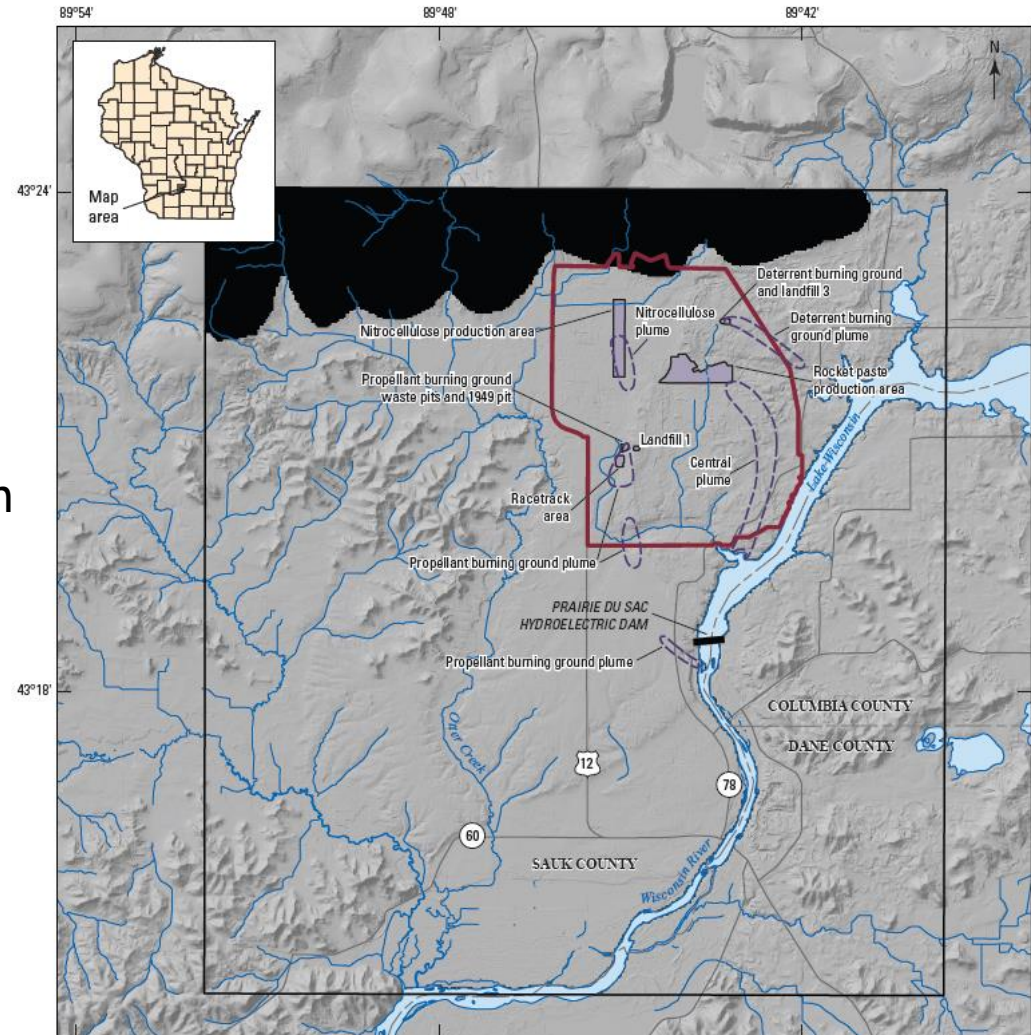 89°54'
89°48'
89°42'
N
43°24'
Map
area
Deterrent burning ground
and landfill 3
Nitrocellulose production area
Nitrocellulose
plume
Deterrent burning
ground plume
Propellant burning ground
waste pits and 1949 pit
Rocket paste
production area
Landfill 1
Central
plume
Lake Wisconsin
n
Racetrack
area
Propellant burning ground plume
PRAIRIE DU SAC
HYDROELECTRIC DAM
Propellant burning ground plume
43°18'
COLUMBIA COUNTY
DANE COUNTY
Otter Creek
12
78
60
SAUK COUNTY
Wisconsin River